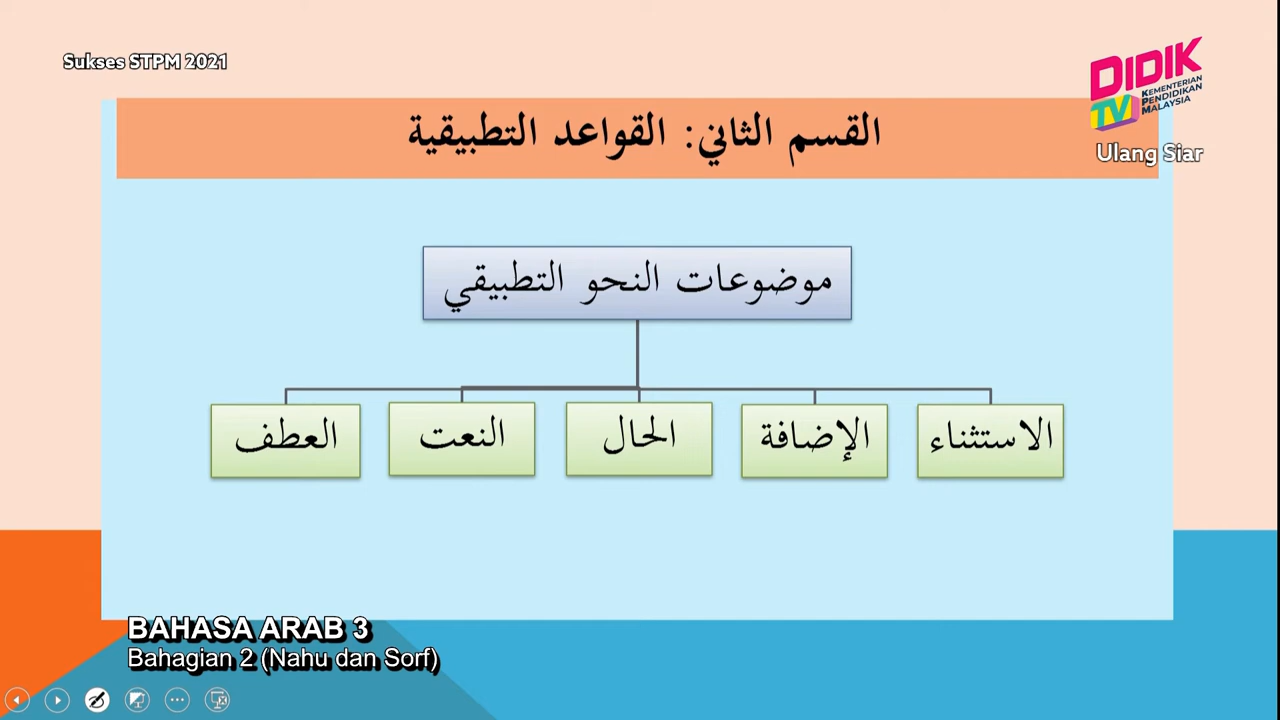 Sukses STPM 2021
DIDIK
TV
KEMENTERIAN
PENDIDIKAN
MALAYSIA
Ulang Siar
القسم الثاني: القواعد التطبيقية
موضوعات النحو التطبيقي
الاستثناء
الإضافة
الحال
النعت
العطف
BAHASA ARAB 3
Bahagian 2 (Nahu dan Sorf)